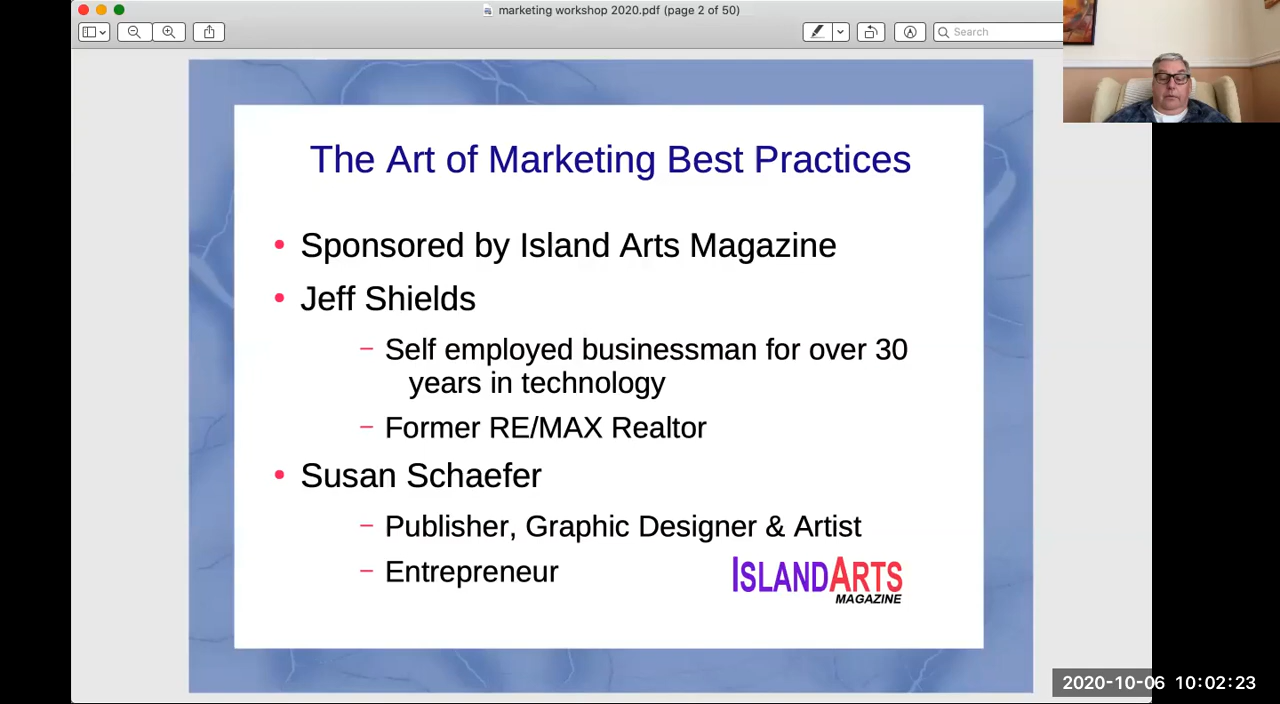 marketing workshop 2020.pdf (page 2 of 50)
Search
The Art of Marketing Best Practices
Sponsored by Island Arts Magazine
Jeff Shields
Self employed businessman for over 30
years in technology
Former RE/MAX Realtor
Susan Schaefer
Publisher, Graphic Designer & Artist
Entrepreneur
ISLANDARTS
MAGAZINE
2020-10-06 10:02:23